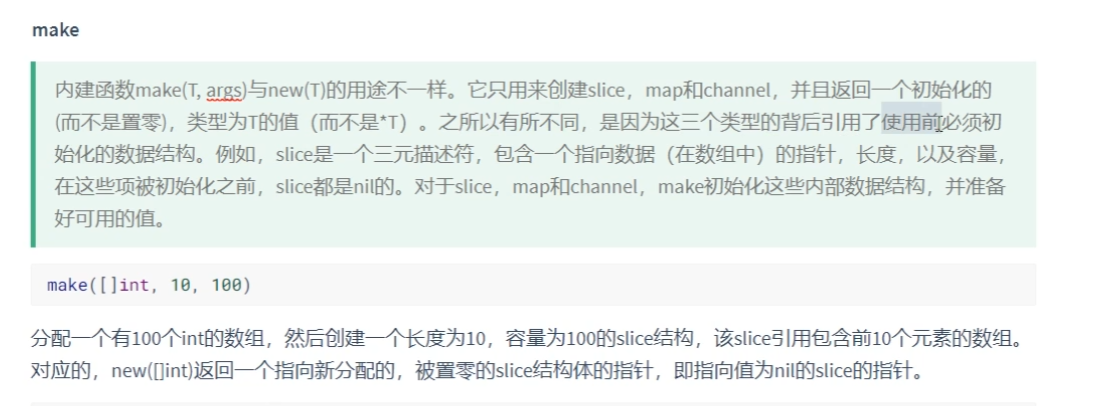 make
内建函数make(T, args)与new(T)的用途不一样。它只用来创建slice，map和channel，并且返回一个初始化的
(而不是置零)，类型为T的值（而不是*T）。之所以有所不同，是因为这三个类型的背后引用了使用前必须初
始化的数据结构。例如，slice是一个三元描述符，包含一个指向数据（在数组中）的指针，长度，以及容量，
在这些项被初始化之前，slice都是nil的。对于slice，map和channel，make初始化这些内部数据结构，并准备
好可用的值。
make([]int, 10, 100)
分配一个有100个int的数组，然后创建一个长度为10，容量为100的slice结构，该slice引用包含前10个元素的数组。
对应的，new([]int)返回一个指向新分配的，被置零的slice结构体的指针，即指向值为nil的slice的指针。